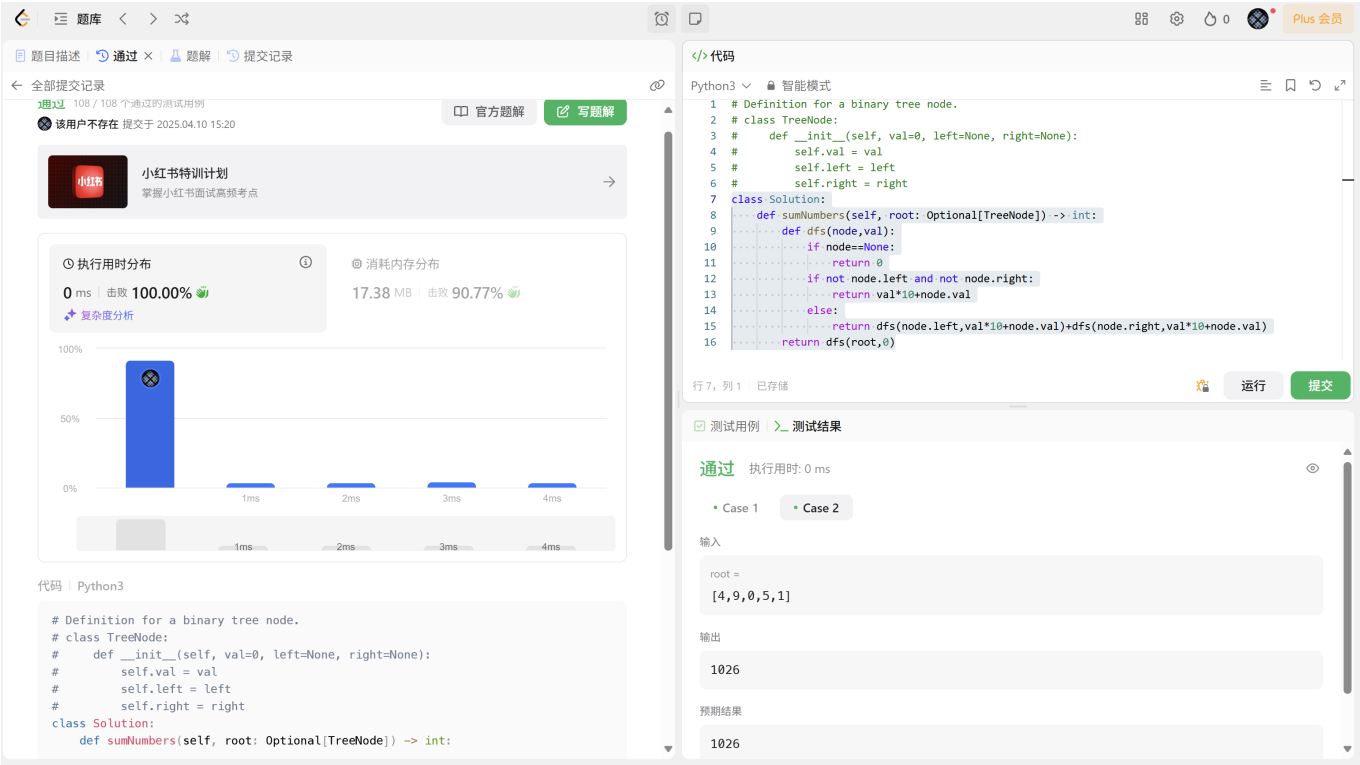 题库
0
Plus 会员
题目描述
通过
题解
提交记录
全部提交记录
通过 108 / 108 个通过的测试用例
该用户不存在 提交于 2025.04.10 15:20
官方题解
写题解
小红书
小红书特训计划
掌握小红书面试高频考点
执行用时分布
0 ms 击败 100.00%
复杂度分析
消耗内存分布
17.38 MB 击败 90.77%
100%
50%
0%
1ms 2ms 3ms 4ms
1ms 2ms 3ms 4ms
代码 Python3
# Definition for a binary tree node.
# class TreeNode:
#     def __init__(self, val=0, left=None, right=None):
#         self.val = val
#         self.left = left
#         self.right = right
class Solution:
    def sumNumbers(self, root: Optional[TreeNode]) -> int:
</>代码
Python3 智能模式
1 # Definition for a binary tree node.
2 # class TreeNode:
3 #     def __init__(self, val=0, left=None, right=None):
4 #         self.val = val
5 #         self.left = left
6 #         self.right = right
7 class Solution:
8     def sumNumbers(self, root: Optional[TreeNode]) -> int:
9         def dfs(node,val):
10             if node==None:
11                 return 0
12             if not node.left and not node.right:
13                 return val*10+node.val
14             else:
15                 return dfs(node.left,val*10+node.val)+dfs(node.right,val*10+node.val)
16         return dfs(root,0)
行 7, 列 1 已存储
运行
提交
测试用例
测试结果
通过 执行用时: 0 ms
Case 1
Case 2
输入
root =
[4,9,0,5,1]
输出
1026
预期结果
1026